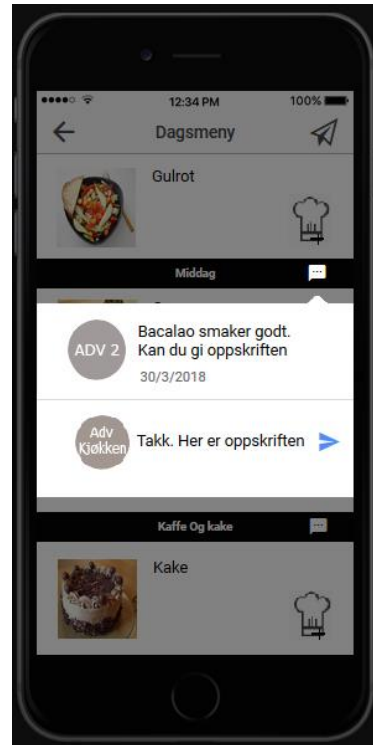 12:34 PM
100%
Dagsmeny
Gulrot
Middag
ADV 2
Bacalao smaker godt.
Kan du gi oppskriften
30/3/2018
Adv
Kjøkken
Takk. Her er oppskriften
Kaffe Og kake
Kake